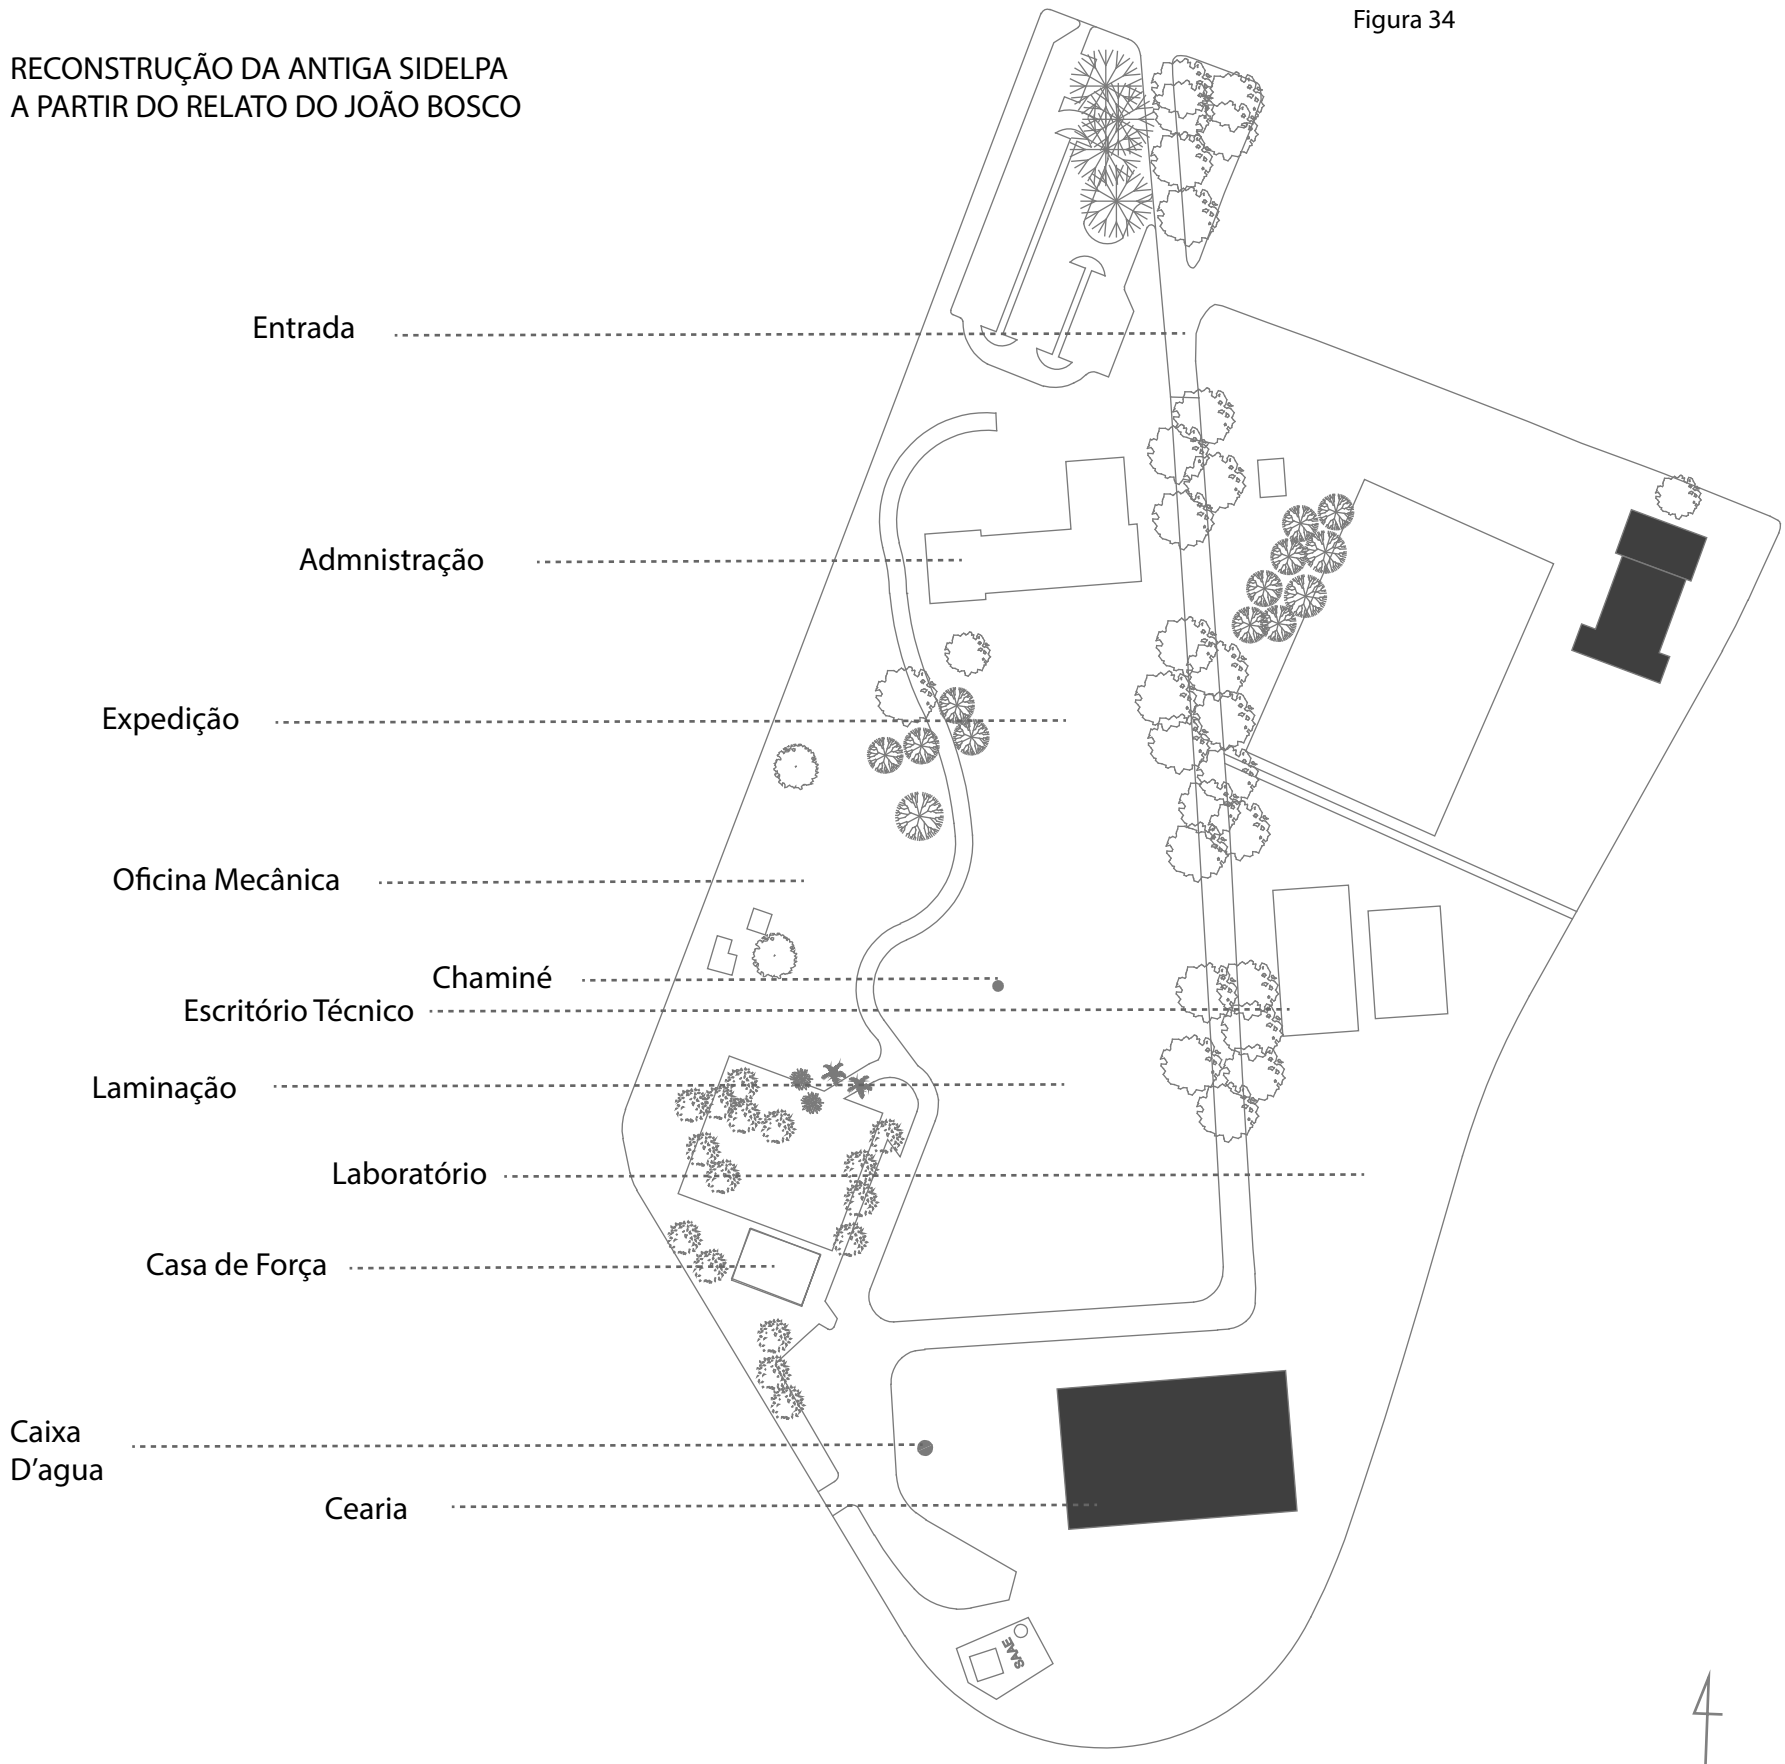 Figura 34
RECONSTRUÇÃO DA ANTIGA SIDELPA
A PARTIR DO RELATO DO JOÃO BOSCO
Entrada
Admnistração
Expedição
Oficina Mecânica
Chaminé
Escritório Técnico
Laminação
Laboratório
Casa de Força
Caixa
D’agua
Cearia
SAAE